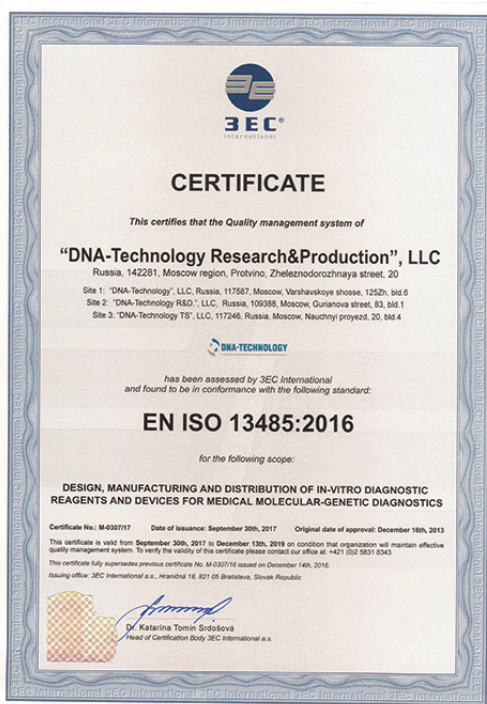 3EC®
International
CERTIFICATE
This certifies that the Quality management system of
“DNA-Technology Research&Production”, LLC
Russia, 142281, Moscow region, Protvino, Zheleznodorozhnaya street, 20
Site 1: “DNA-Technology”, LLC, Russia, 117587, Moscow, Varshavskoye shosse, 125Zh, bld.6
Site 2: “DNA-Technology R&D.”, LLC, Russia, 109388, Moscow, Gurianova street, 83, bld.1
Site 3: “DNA-Technology TS”, LLC, 117246, Russia, Moscow, Nauchnyi proyezd, 20, bld.4
DNA-TECHNOLOGY
has been assessed by 3EC International
and found to be in conformance with the following standard:
EN ISO 13485:2016
for the following scope:
DESIGN, MANUFACTURING AND DISTRIBUTION OF IN-VITRO DIAGNOSTIC
REAGENTS AND DEVICES FOR MEDICAL MOLECULAR-GENETIC DIAGNOSTICS
Certificate No.: M-0307/17 Date of issuance: September 30th, 2017 Original date of approval: December 16th, 2013
This certificate is valid from September 30th, 2017 to December 13th, 2019 on condition that organization will maintain effective
quality management system. To verify the validity of this certificate please contact our office at: +421 (0)2 5831 8343.
This certificate fully supersedes previous certificate No. M-0307/16 issued on December 14th, 2016.
Issuing office: 3EC International a.s., Hraničná 18, 821 05 Bratislava, Slovak Republic
Dr. Katarína Tomin Srdošová
Head of Certification Body 3EC International a.s.